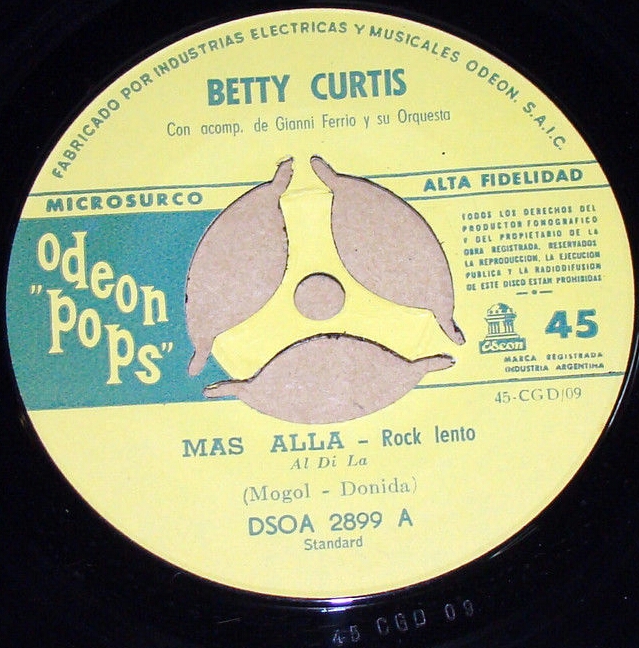 FABRICADO POR INDUSTRIAS ELECTRICAS Y MUSICALES ODEON. S.A.I.C.
BETTY CURTIS
Con acomp. de Gianni Ferrio y su Orquesta
MICROSURCO
ALTA FIDELIDAD
odeon
"pops"
TODOS LOS DERECHOS DEL
PRODUCTOR FONOGRAFICO
Y DEL PROPIETARIO DE LA
OBRA REGISTRADA, RESERVADOS
LA REPRODUCCION, LA EJECUCION
PUBLICA Y LA RADIODIFUSION
DE ESTE DISCO ESTAN PROHIBIDAS
Odeon
45
MARCA REGISTRADA
INDUSTRIA ARGENTINA
45-CGD/09
MAS ALLA - Rock lento
Al Di La
(Mogol - Donida)
DSOA 2899 A
Standard
45 CGD 09